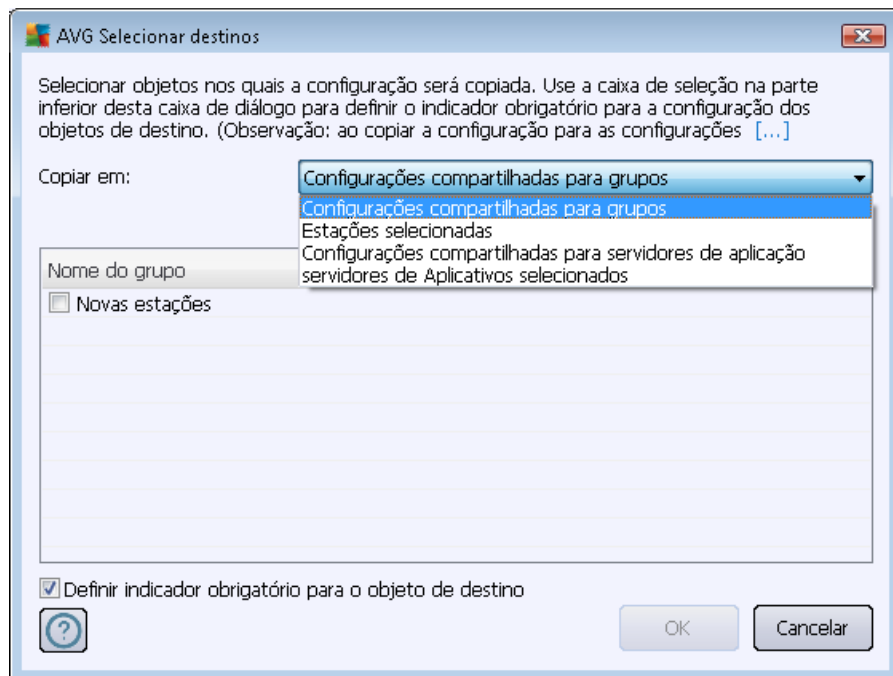 AVG Selecionar destinos
Selecionar objetos nos quais a configuração será copiada. Use a caixa de seleção na parte
inferior desta caixa de diálogo para definir o indicador obrigatório para a configuração dos
objetos de destino. (Observação: ao copiar a configuração para as configurações [...]
Copiar em:
Configurações compartilhadas para grupos
Configurações compartilhadas para grupos
Estações selecionadas
Configurações compartilhadas para servidores de aplicação
servidores de Aplicativos selecionados
Nome do grupo
Novas estações
Definir indicador obrigatório para o objeto de destino
?
OK
Cancelar